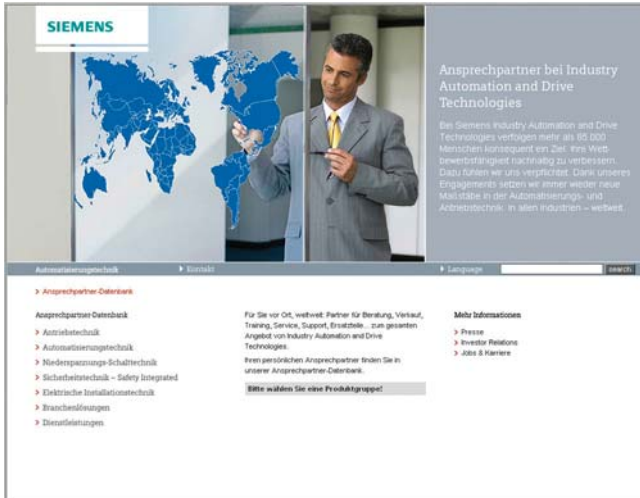 SIEMENS
Ansprechpartner bei Industry
Automation and Drive
Technologies
Bei Siemens Industry Automation and Drive
Technologies verfolgen mehr als 85 000
Menschen konsequent ein Ziel: Ihre Wett-
bewerbsfähigkeit nachhaltig zu verbessern.
Dazu fühlen wir uns verpflichtet. Dank unseres
Engagements setzen wir immer wieder neue
Maßstäbe in der Automatisierungs- und
Antriebstechnik. In allen Industrien – weltweit.
Automatisierungstechnik
Kontakt
Language
search
Ansprechpartner-Datenbank
Ansprechpartner-Datenbank
Antriebstechnik
Automatisierungstechnik
Niederspannungs-Schalttechnik
Sicherheitstechnik – Safety Integrated
Elektrische Installationstechnik
Branchenlösungen
Dienstleistungen
Für Sie vor Ort, weltweit: Partner für Beratung, Verkauf,
Training, Service, Support, Ersatzteile... zum gesamten
Angebot von Industry Automation and Drive
Technologies.
Ihren persönlichen Ansprechpartner finden Sie in
unserer Ansprechpartner-Datenbank.
Bitte wählen Sie eine Produktgruppe!
Mehr Informationen
Presse
Investor Relations
Jobs & Karriere